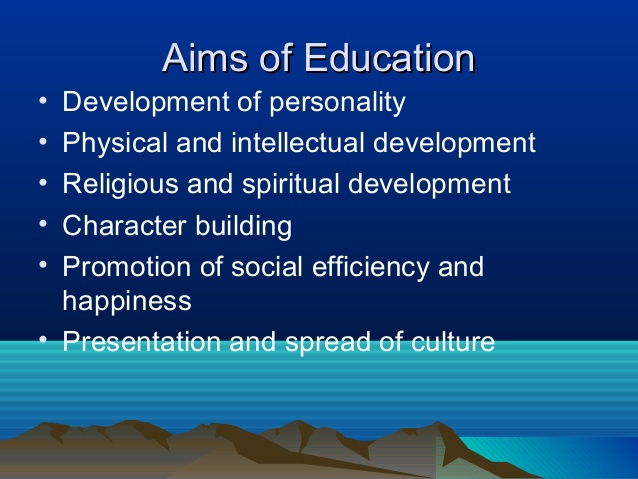 Aims of Education
• Development of personality
• Physical and intellectual development
• Religious and spiritual development
• Character building
• Promotion of social efficiency and
happiness
• Presentation and spread of culture